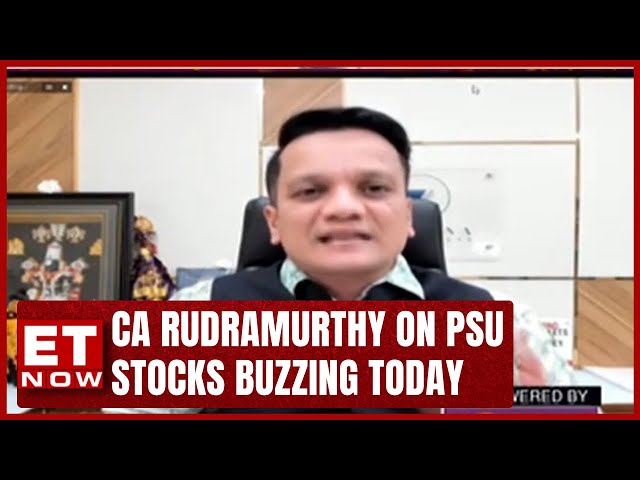 ET
NOW
CA RUDRAMURTHY ON PSU
STOCKS BUZZING TODAY
WERED BY